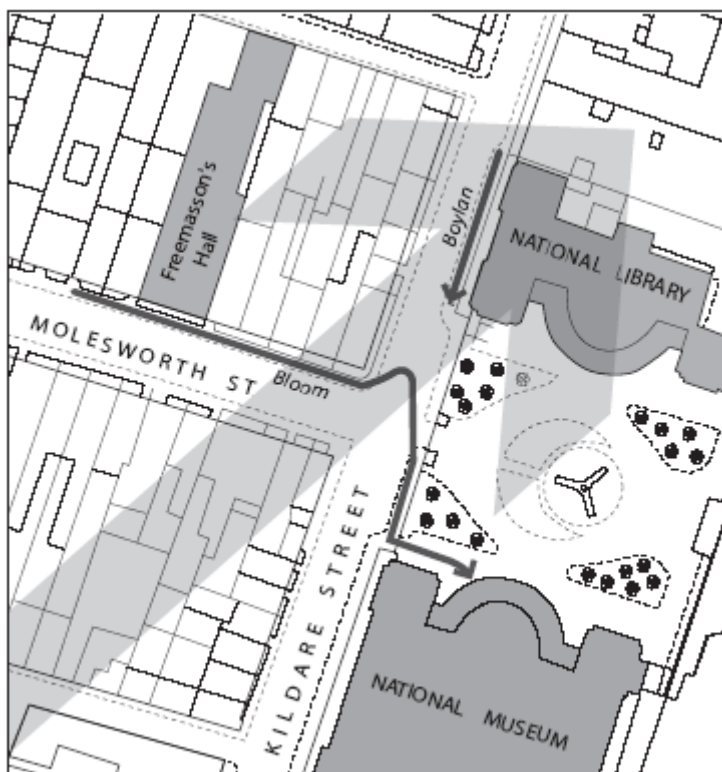 Freemasson's
Hall
Boylan
NATIONAL LIBRARY
MOLESWORTH ST
Bloom
KILDARE STREET
NATIONAL MUSEUM